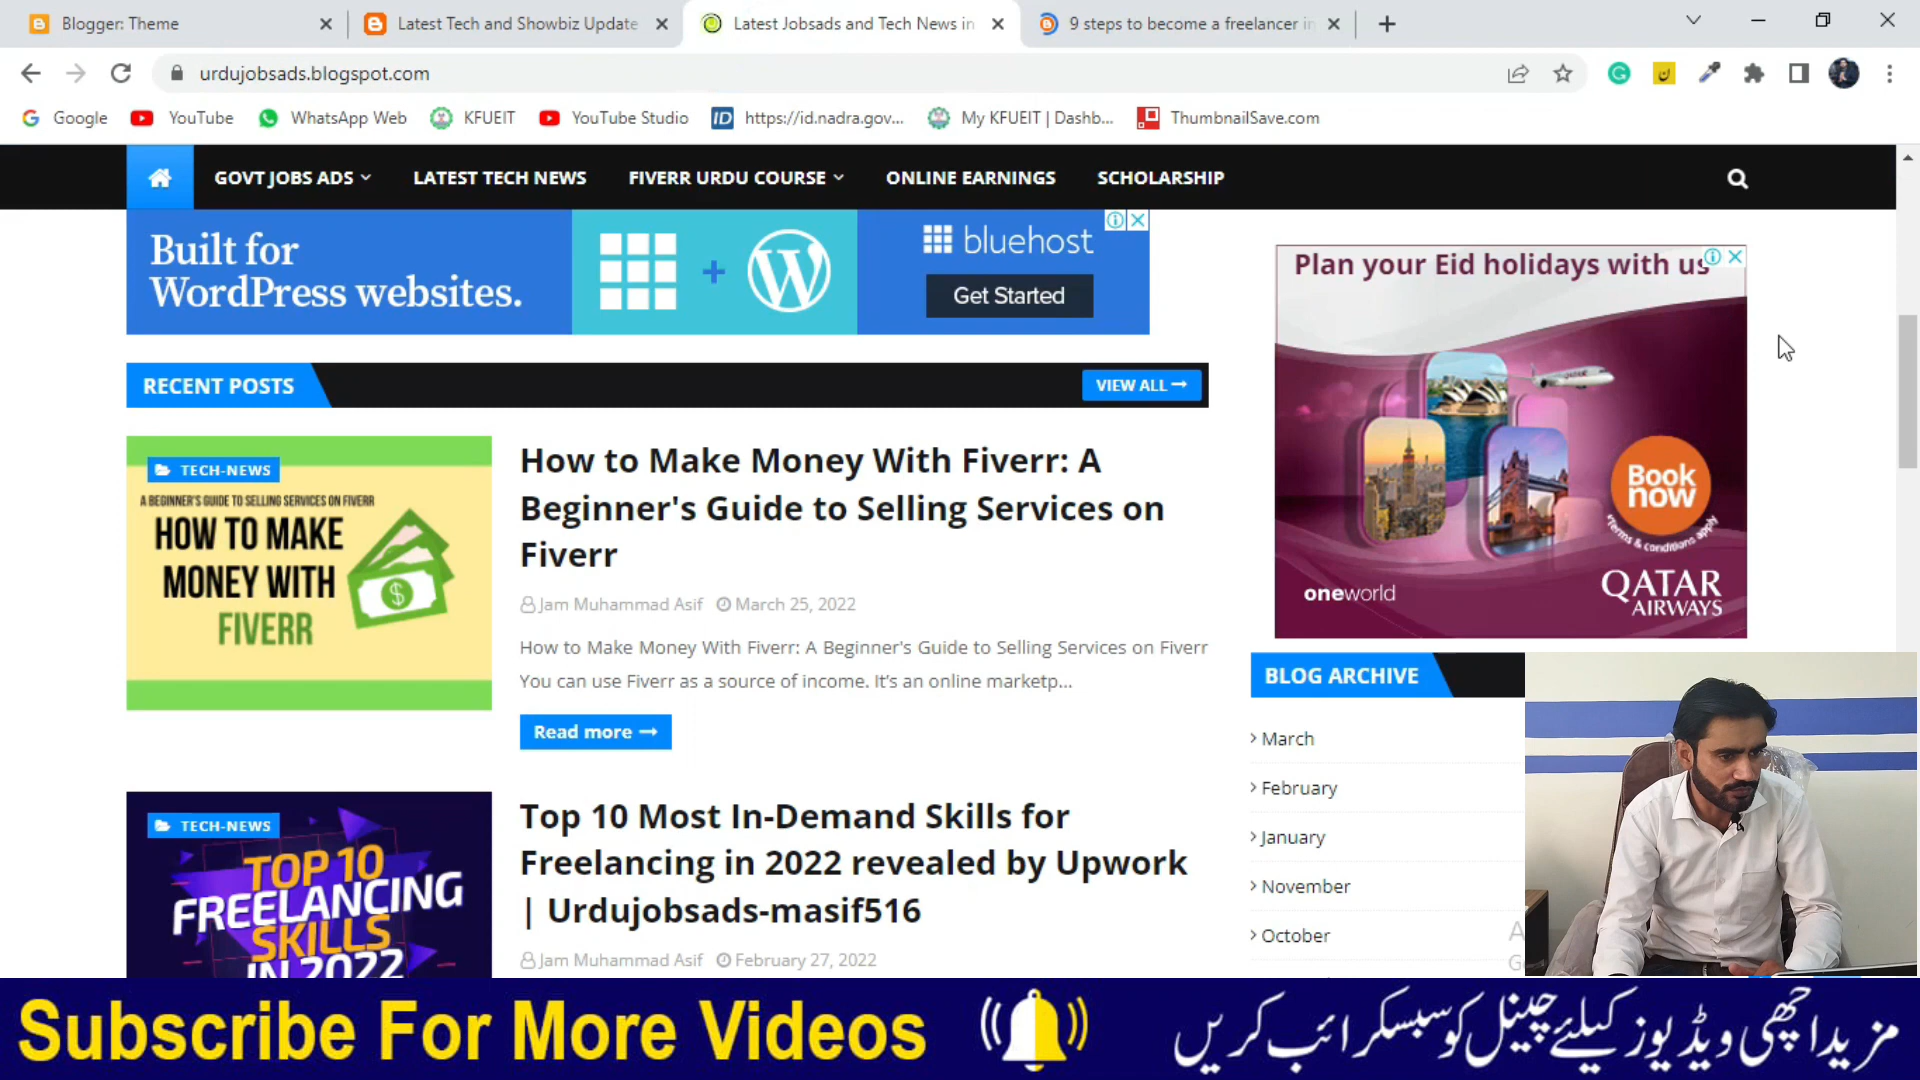 Blogger: Theme
Latest Tech and Showbiz Update
Latest Jobsads and Tech News in
9 steps to become a freelancer in
urdujobsads.blogspot.com
Google
YouTube
WhatsApp Web
KFUEIT
YouTube Studio
ID
https://id.nadra.gov...
My KFUEIT | Dashb...
ThumbnailSave.com
GOVT JOBS ADS
LATEST TECH NEWS
FIVERR URDU COURSE
ONLINE EARNINGS
SCHOLARSHIP
Built for
WordPress websites.
bluehost
Get Started
Plan your Eid holidays with us
QATAR
Book
now
*Terms & conditions apply
oneworld
QATAR
AIRWAYS
RECENT POSTS
VIEW ALL
TECH-NEWS
A BEGINNER'S GUIDE TO SELLING SERVICES ON FIVERR
HOW TO MAKE
MONEY WITH
FIVERR
How to Make Money With Fiverr: A
Beginner's Guide to Selling Services on
Fiverr
Jam Muhammad Asif March 25, 2022
How to Make Money With Fiverr: A Beginner's Guide to Selling Services on Fiverr
You can use Fiverr as a source of income. It's an online marketp...
Read more
TECH-NEWS
TOP 10
FREELANCING
SKILLS
IN 2022
Top 10 Most In-Demand Skills for
Freelancing in 2022 revealed by Upwork
| Urdujobsads-masif516
Jam Muhammad Asif February 27, 2022
BLOG ARCHIVE
March
February
January
November
October
Subscribe For More Videos
مزید اچھی ویڈیوز کیلئے چینل کو سبسکرائب کریں